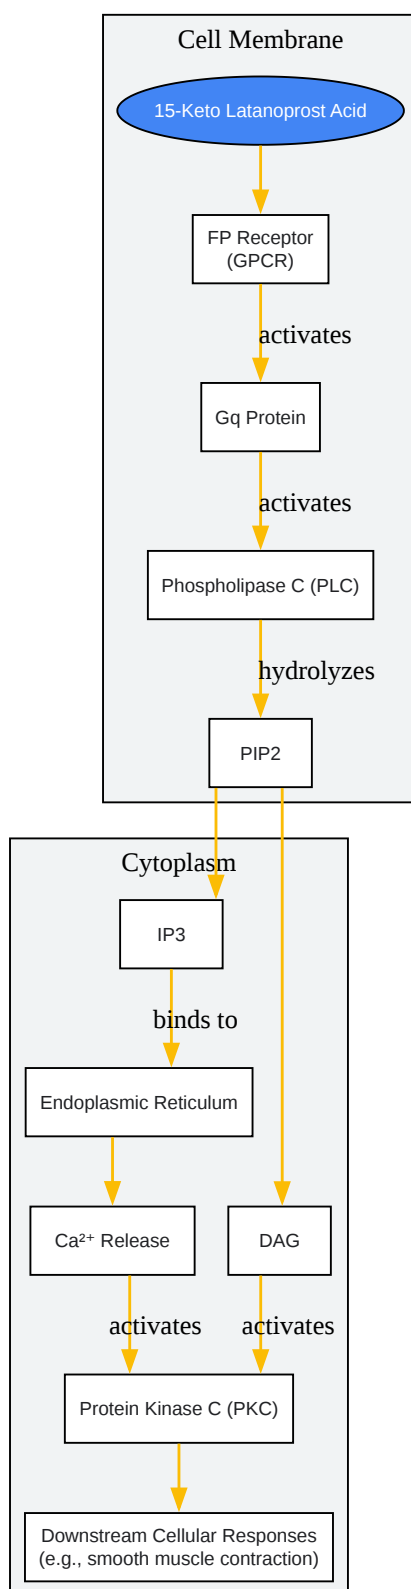 Cell Membrane
15-Keto Latanoprost Acid
FP Receptor
(GPCR)
activates
Gq Protein
activates
Phospholipase C (PLC)
hydrolyzes
PIP2
Cytoplasm
IP3
binds to
Endoplasmic Reticulum
Ca²⁺ Release
DAG
activates
activates
Protein Kinase C (PKC)
Downstream Cellular Responses
(e.g., smooth muscle contraction)